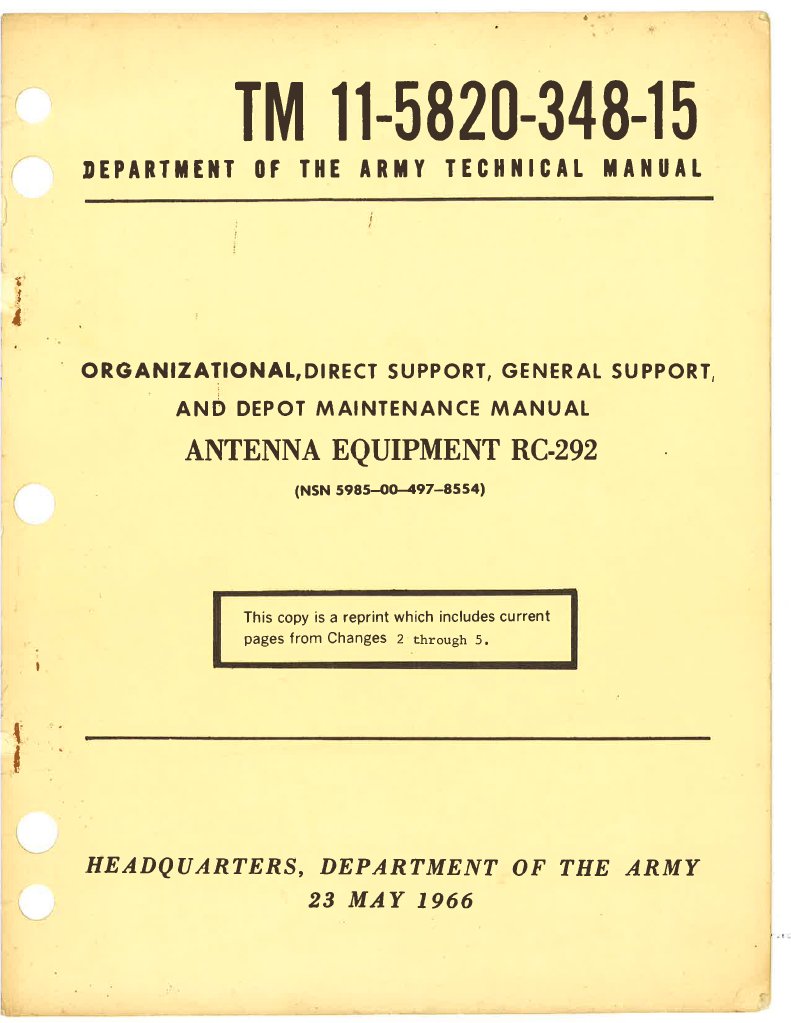 TM 11-5820-348-15
DEPARTMENT OF THE ARMY TECHNICAL MANUAL
ORGANIZATIONAL, DIRECT SUPPORT, GENERAL SUPPORT,
AND DEPOT MAINTENANCE MANUAL
ANTENNA EQUIPMENT RC-292
(NSN 5985–00–497–8554)
This copy is a reprint which includes current
pages from Changes 2 through 5.
HEADQUARTERS, DEPARTMENT OF THE ARMY
23 MAY 1966